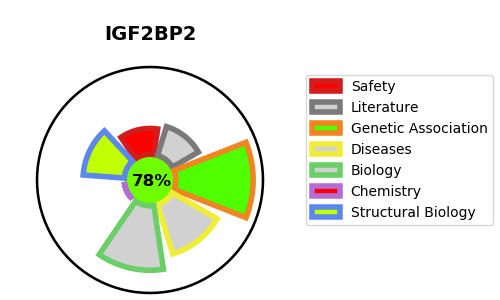 IGF2BP2
78%
Safety
Literature
Genetic Association
Diseases
Biology
Chemistry
Structural Biology